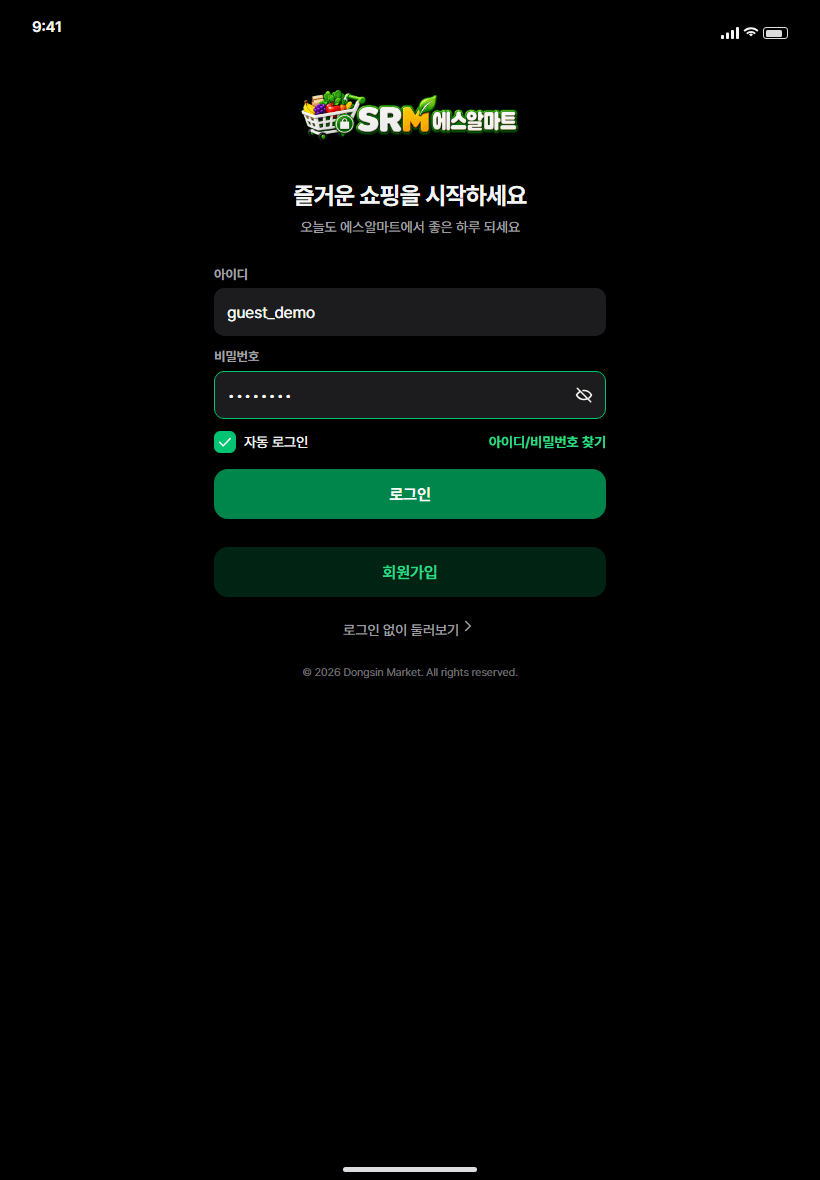 9:41
SRM 에스알마트
즐거운 쇼핑을 시작하세요
오늘도 에스알마트에서 좋은 하루 되세요
아이디
guest_demo
비밀번호
••••••••
자동 로그인
아이디/비밀번호 찾기
로그인
회원가입
로그인 없이 둘러보기
© 2026 Dongsin Market. All rights reserved.